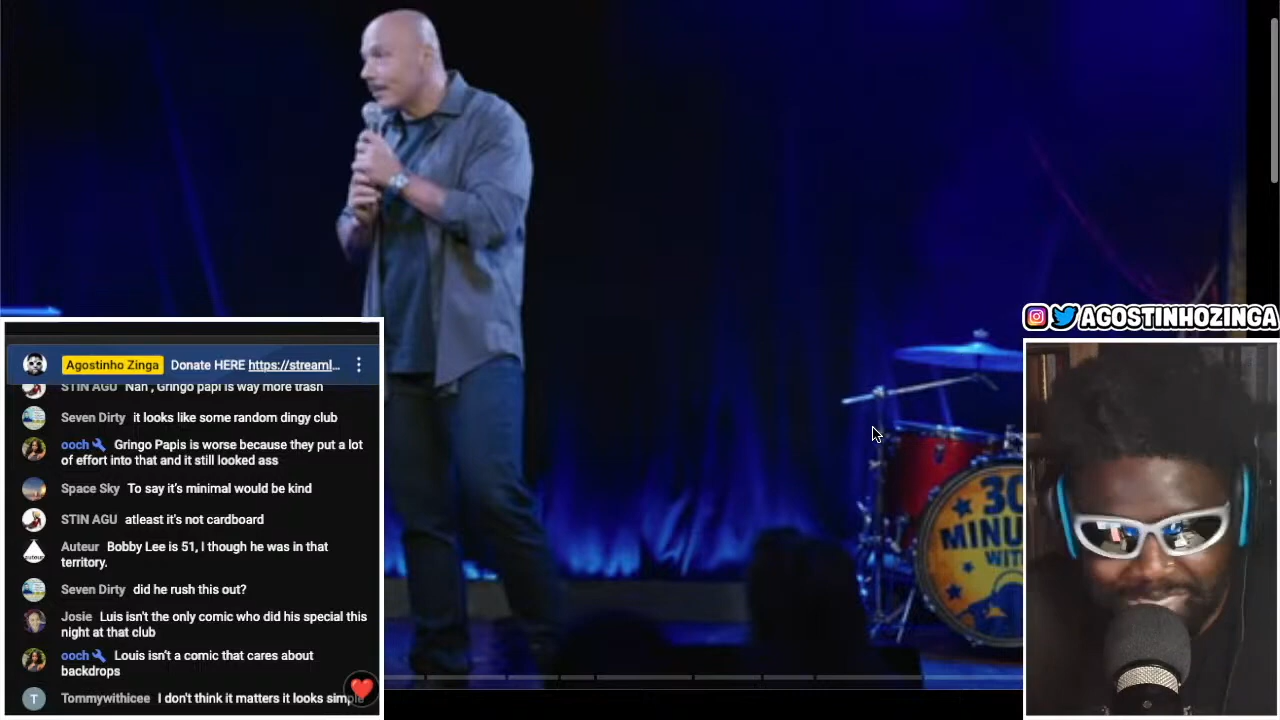 AGOSTINHOZINGA
Agostinho Zinga Donate HERE https://streaml...
STIN AGU Nah , Gringo papi is way more trash
Seven Dirty it looks like some random dingy club
ooch Gringo Papis is worse because they put a lot
of effort into that and it still looked ass
Space Sky To say it's minimal would be kind
STIN AGU atleast it's not cardboard
Auteur Bobby Lee is 51, I though he was in that
territory.
Seven Dirty did he rush this out?
Josie Luis isn't the only comic who did his special this
night at that club
ooch Louis isn't a comic that cares about
backdrops
T Tommywithicee I don't think it matters it looks simple
30
MINU
WIT